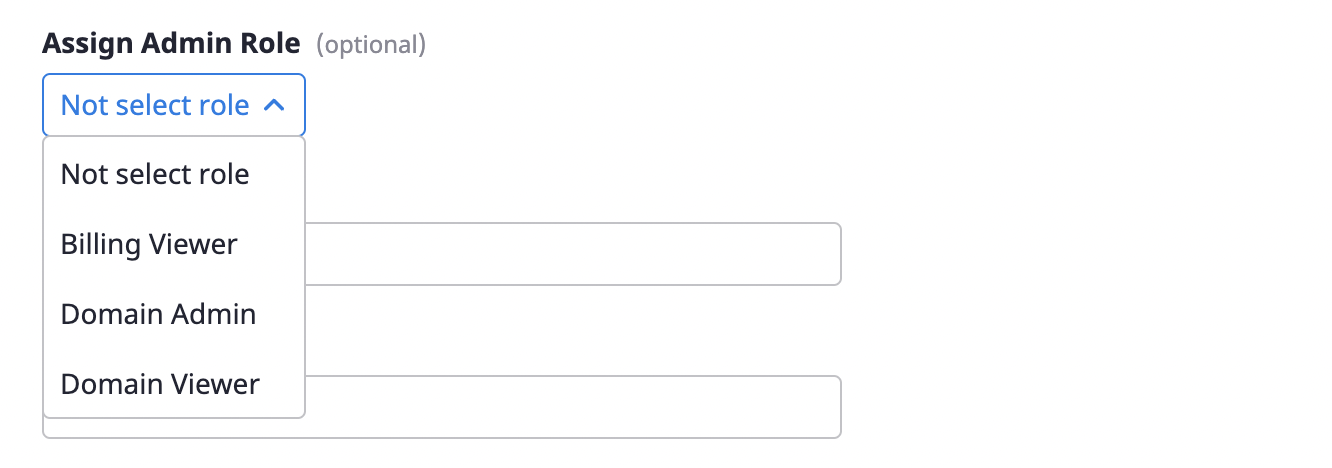 Assign Admin Role (optional)
Not select role
Not select role
Billing Viewer
Domain Admin
Domain Viewer